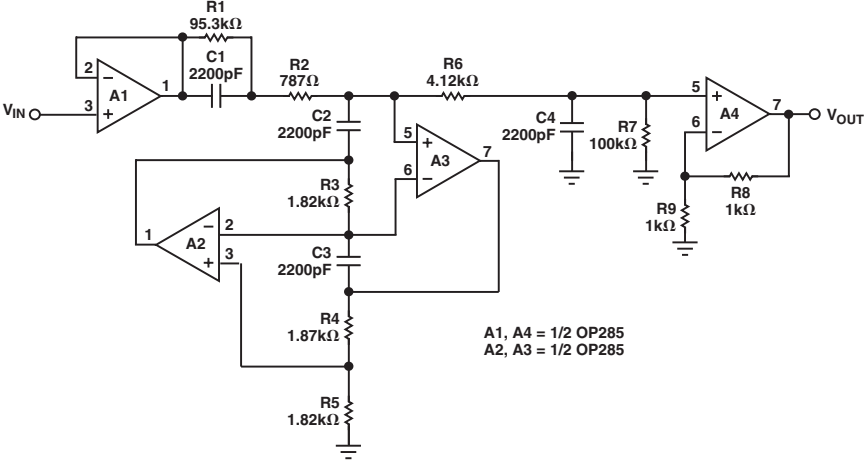 R1
95.3kΩ
C1
2200pF
2
−
A1
1
3
+
VIN
R2
787Ω
R6
4.12kΩ
C2
2200pF
5
+
A3
7
6
−
C4
2200pF
R7
100kΩ
5
+
A4
7
6
−
VOUT
R8
1kΩ
R9
1kΩ
R3
1.82kΩ
1
A2
−
2
+
3
C3
2200pF
R4
1.87kΩ
A1, A4 = 1/2 OP285
A2, A3 = 1/2 OP285
R5
1.82kΩ